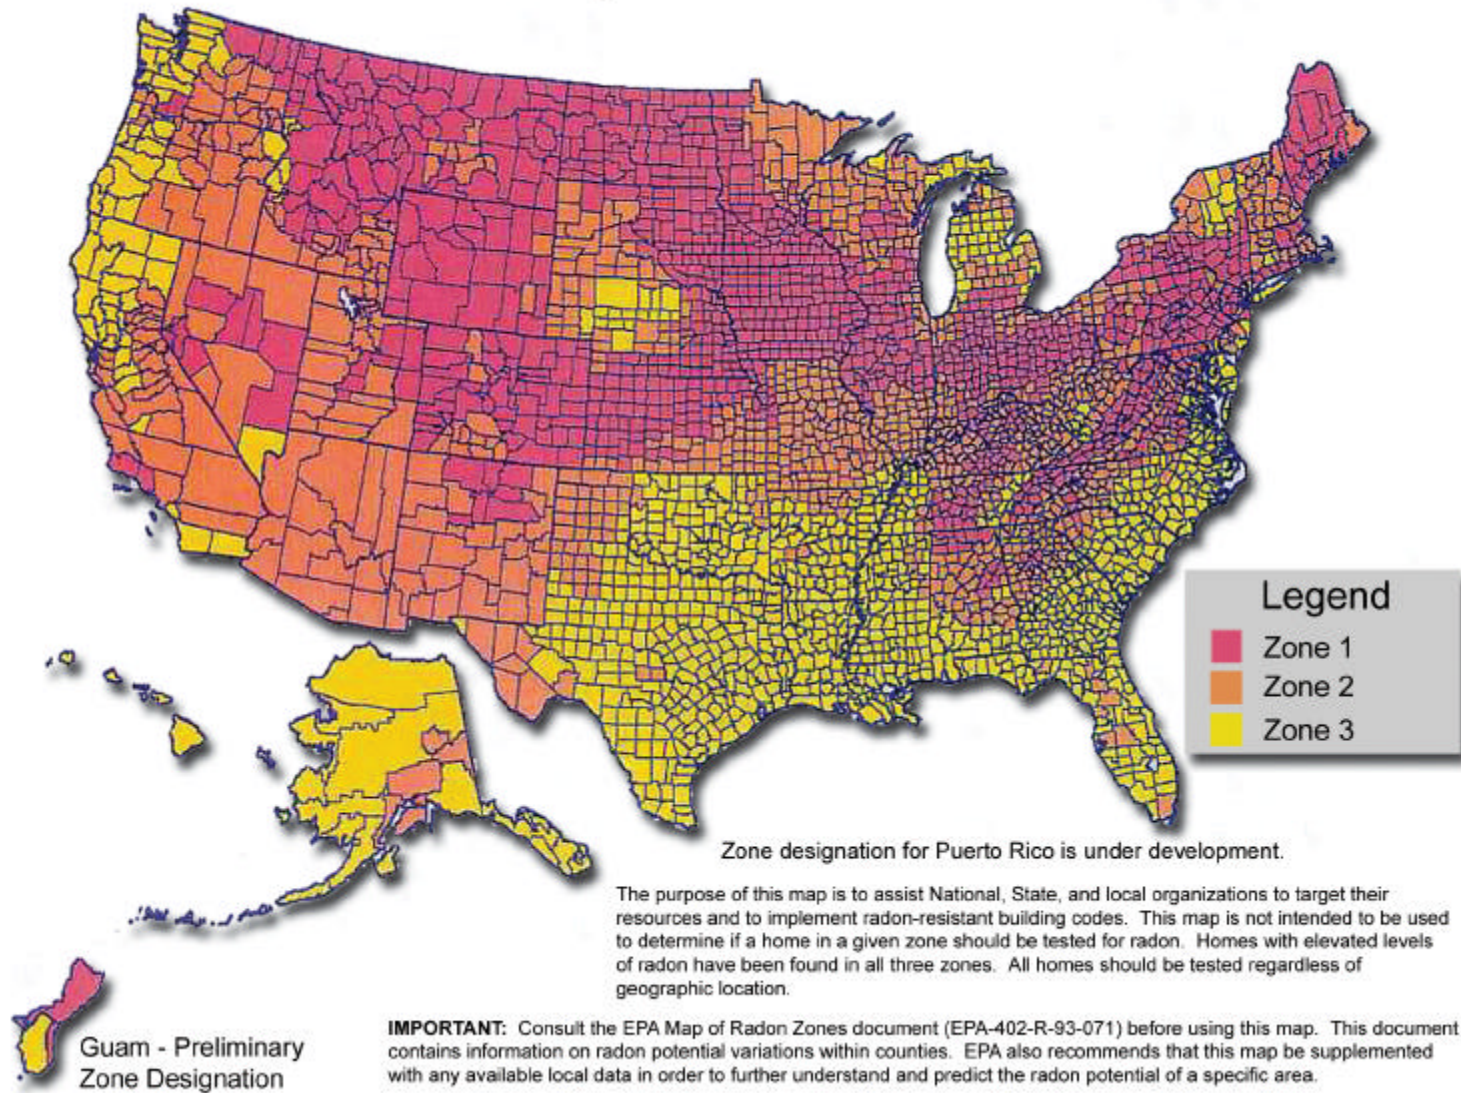 Legend
Zone 1
Zone 2
Zone 3
Zone designation for Puerto Rico is under development.
The purpose of this map is to assist National, State, and local organizations to target their
resources and to implement radon-resistant building codes. This map is not intended to be used
to determine if a home in a given zone should be tested for radon. Homes with elevated levels
of radon have been found in all three zones. All homes should be tested regardless of
geographic location.
IMPORTANT: Consult the EPA Map of Radon Zones document (EPA-402-R-93-071) before using this map. This document
contains information on radon potential variations within counties. EPA also recommends that this map be supplemented
with any available local data in order to further understand and predict the radon potential of a specific area.
Guam - Preliminary
Zone Designation